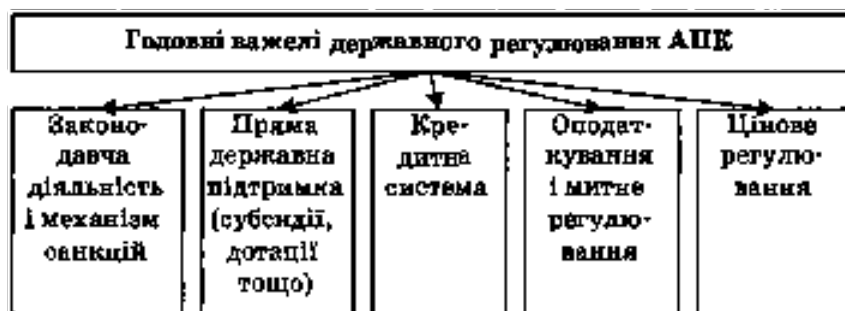 Головні важелі державного регулювання АПК
Законо-
давча
діяльність
і механізм
санкцій
Пряма
державна
підтримка
(субсидії,
дотації
тощо)
Кре-
дитна
система
Оподат-
кування
і митне
регулю-
вання
Цінове
регулю-
вання